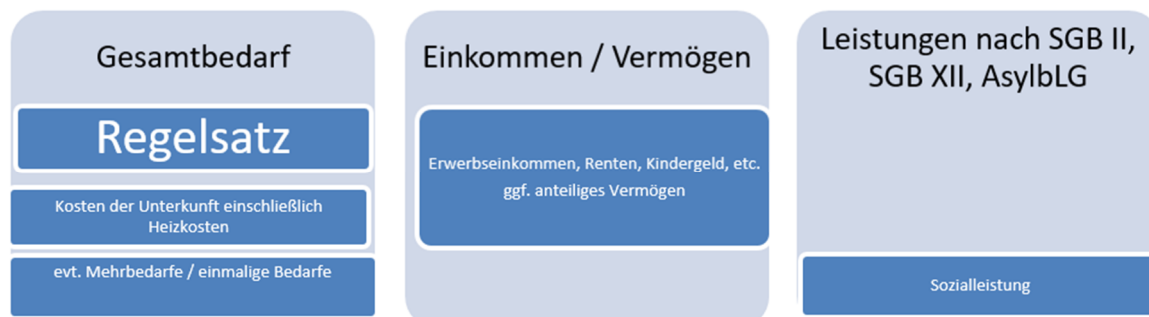 Gesamtbedarf
Regelsatz
Kosten der Unterkunft einschließlich
Heizkosten
evt. Mehrbedarfe / einmalige Bedarfe
Einkommen / Vermögen
Erwerbseinkommen, Renten, Kindergeld, etc.
ggf. anteiliges Vermögen
Leistungen nach SGB II,
SGB XII, AsylbLG
Sozialleistung